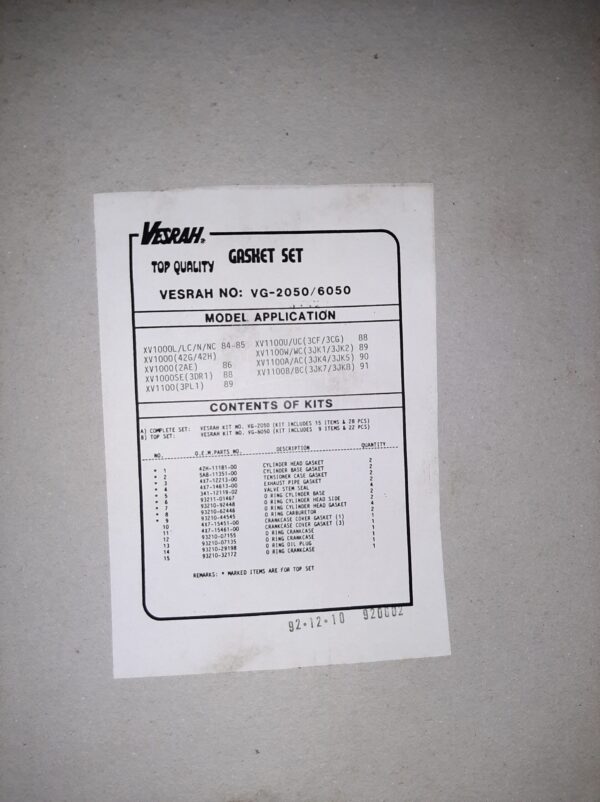 VESRAH®
TOP QUALITY GASKET SET
VESRAH NO: VG-2050/6050
MODEL APPLICATION
XV1000L/LC/N/NC 84-85 XV1100U/UC(3CF/3CG) 88
XV1000(42G/42H) XV1100W/WC(3JK1/3JK2) 89
XV1000(2AE) 86 XV1100A/AC(3JK4/3JK5) 90
XV1000SE(3DR1) 88 XV1100B/BC(3JK7/3JK8) 91
XV1100(3PL1) 89
CONTENTS OF KITS
A) COMPLETE SET: VESRAH KIT NO. VG-2050 (KIT INCLUDES 15 ITEMS & 28 PCS)
B) TOP SET: VESRAH KIT NO. VG-6050 (KIT INCLUDES 9 ITEMS & 22 PCS)
NO. O.E.M.PARTS NO. DESCRIPTION QUANTITY
* 1 42H-11181-00 CYLINDER HEAD GASKET 2
* 2 5A8-11351-00 CYLINDER BASE GASKET 2
* 3 4X7-12213-00 TENSIONER CASE GASKET 2
* 4 4X7-14613-00 EXHAUST PIPE GASKET 2
* 5 341-12119-02 VALVE STEM SEAL 4
* 6 93211-01467 O RING CYLINDER BASE 2
* 7 93210-92448 O RING CYLINDER HEAD SIDE 2
* 8 93210-62446 O RING CYLINDER HEAD GASKET 4
* 9 93210-44545 O RING CARBURETOR 2
10 4X7-15451-00 CRANKCASE COVER GASKET (1) 1
11 4X7-15461-00 CRANKCASE COVER GASKET (3) 1
12 93210-07155 O RING CRANKCASE 1
13 93210-07135 O RING CRANKCASE 1
14 93210-29198 O RING OIL PLUG 1
15 93210-32172 O RING CRANKCASE 1
REMARKS: * MARKED ITEMS ARE FOR TOP SET
92.12.10 920002